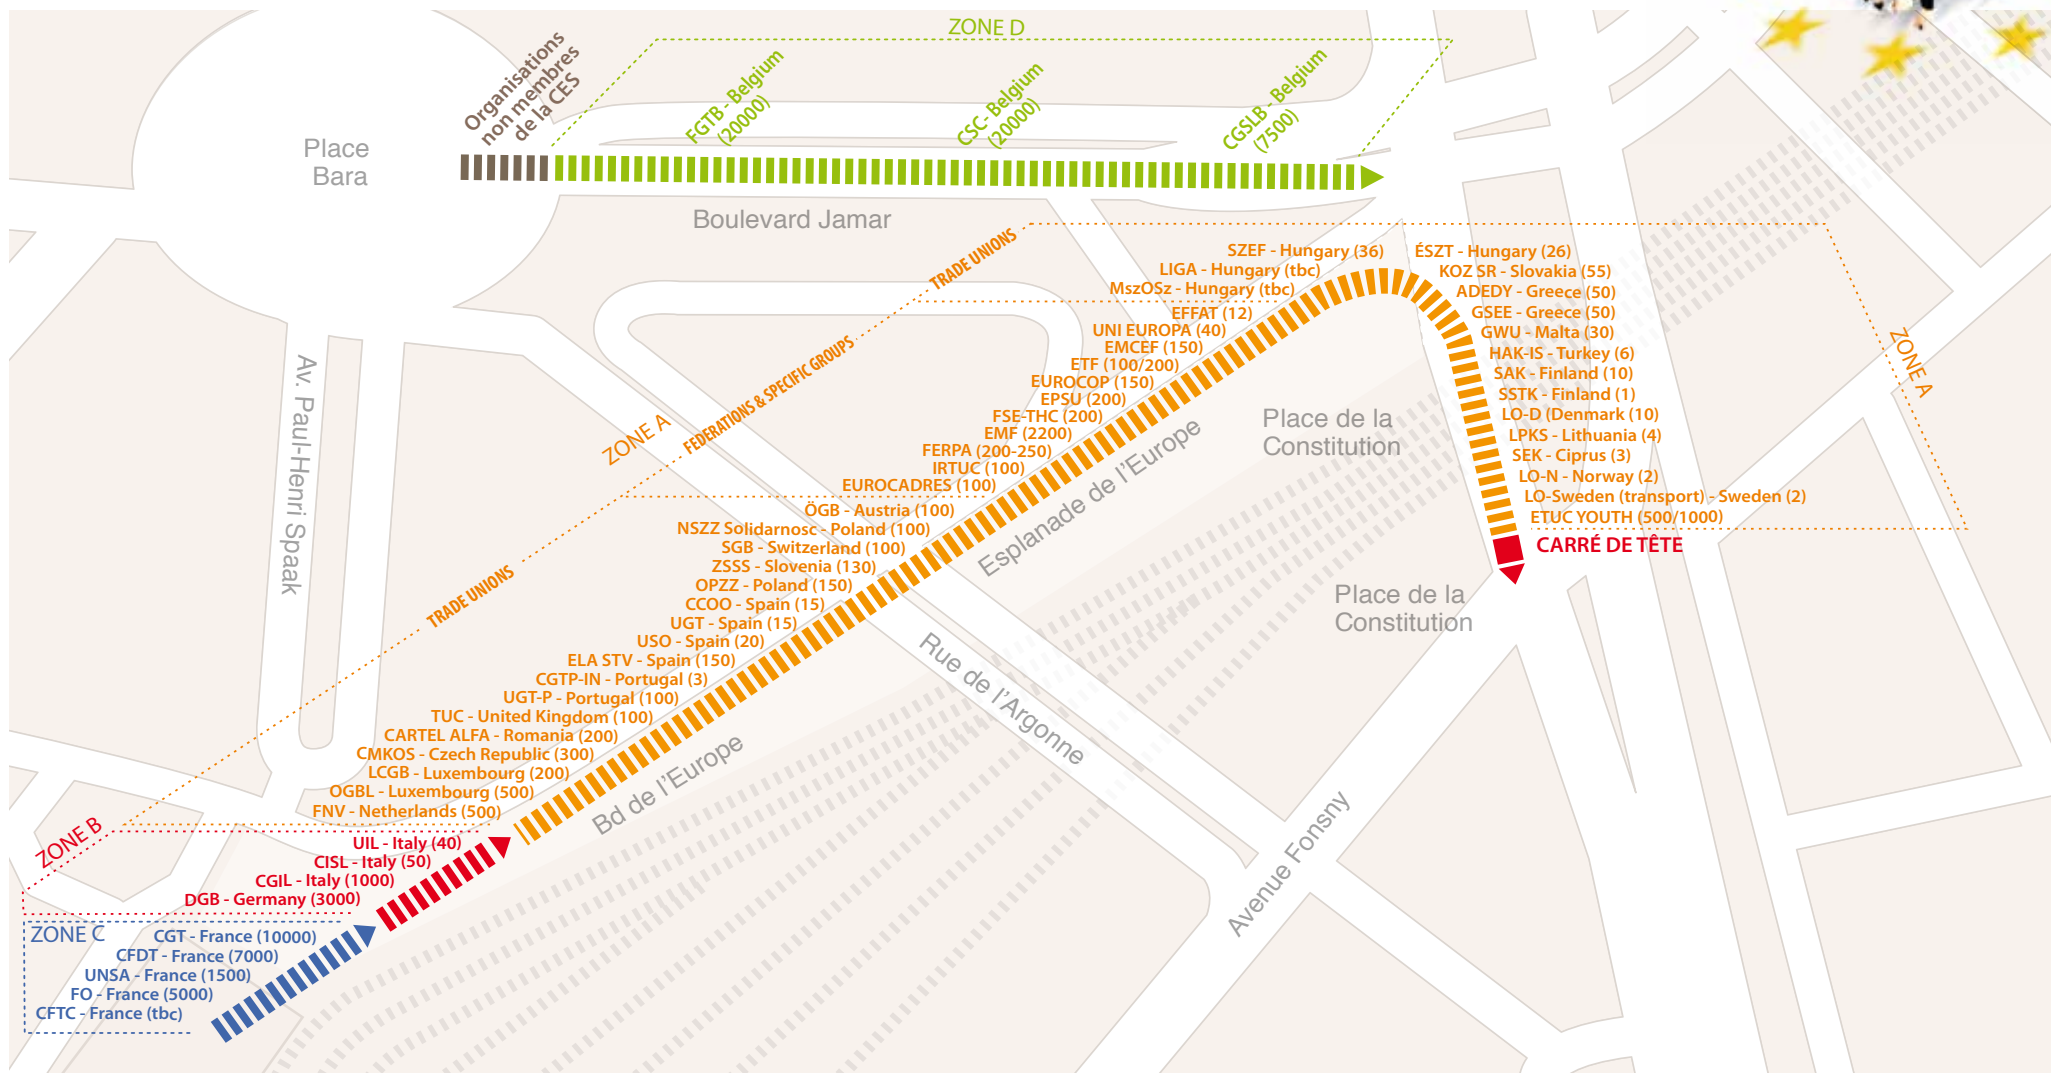 ZONE D
Organisations
non membres
de la CES
FGTB - Belgium
(20000)
CSC- Belgium
(20000)
CGSLB - Belgium
(7500)
Place
Bara
Boulevard Jamar
TRADE UNIONS
SZEF - Hungary (36)
LIGA - Hungary (tbc)
MszOSz - Hungary (tbc)
ÉSZT - Hungary (26)
KOZ SR - Slovakia (55)
ADEDY - Greece (50)
GSEE - Greece (50)
GWU - Malta (30)
HAK-IS - Turkey (6)
SAK - Finland (10)
SSTK - Finland (1)
LO-D (Denmark (10)
LPKS - Lithuania (4)
SEK - Ciprus (3)
LO-N - Norway (2)
LO-Sweden (transport) - Sweden (2)
ETUC YOUTH (500/1000)
CARRÉ DE TÊTE
ZONE A
FEDERATIONS & SPECIFIC GROUPS
ZONE A
EFFAT (12)
UNI EUROPA (40)
EMCEF (150)
ETF (100/200)
EUROCOP (150)
EPSU (200)
FSE-THC (200)
EMF (2200)
FERPA (200-250)
IRTUC (100)
EUROCADRES (100)
Place de la
Constitution
Esplanade de l'Europe
Place de la
Constitution
Av. Paul-Henri Spaak
TRADE UNIONS
ÖGB - Austria (100)
NSZZ Solidarnosc - Poland (100)
SGB - Switzerland (100)
ZSSS - Slovenia (130)
OPZZ - Poland (150)
CCOO - Spain (15)
UGT - Spain (15)
USO - Spain (20)
ELA STV - Spain (150)
CGTP-IN - Portugal (3)
UGT-P - Portugal (100)
TUC - United Kingdom (100)
CARTEL ALFA - Romania (200)
CMKOS - Czech Republic (300)
LCGB - Luxembourg (200)
OGBL - Luxembourg (500)
FNV - Netherlands (500)
Rue de l'Argonne
Bd de l'Europe
Avenue Fonsny
ZONE B
UIL - Italy (40)
CISL - Italy (50)
CGIL - Italy (1000)
DGB - Germany (3000)
ZONE C
CGT - France (10000)
CFDT - France (7000)
UNSA - France (1500)
FO - France (5000)
CFTC - France (tbc)